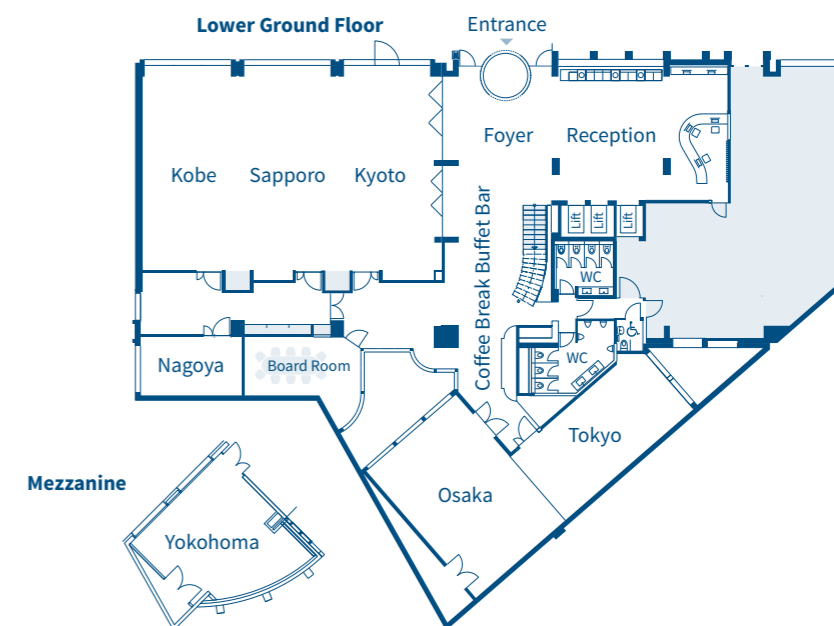 Lower Ground Floor
Entrance
Foyer
Reception
Kobe
Sapporo
Kyoto
Lift
Lift
Lift
Coffee Break Buffet Bar
WC
WC
Nagoya
Board Room
Tokyo
Osaka
Mezzanine
Yokohoma